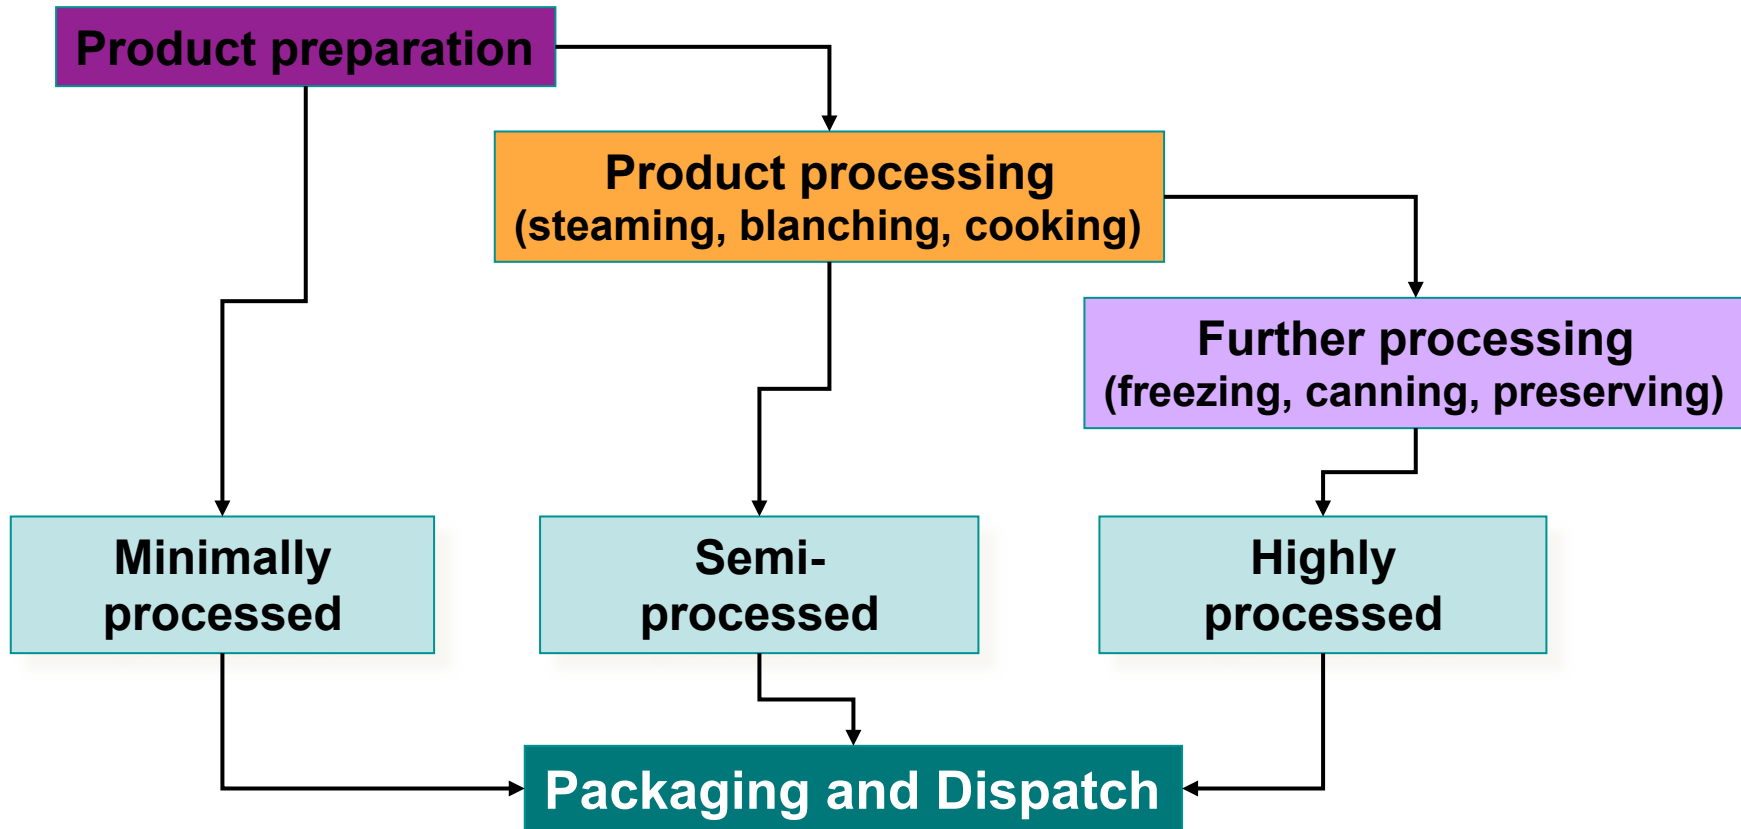 Product preparation
Product processing
(steaming, blanching, cooking)
Further processing
(freezing, canning, preserving)
Minimally
processed
Semi-
processed
Highly
processed
Packaging and Dispatch